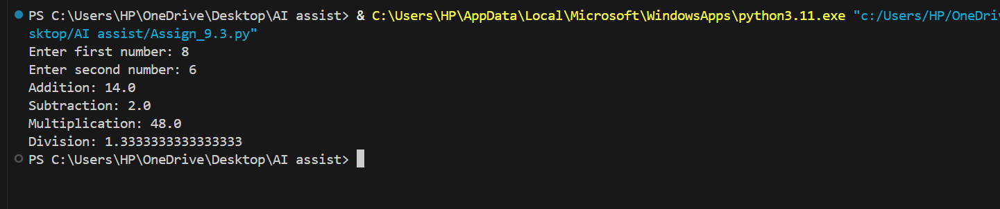 PS C:\Users\HP\OneDrive\Desktop\AI assist> & C:\Users\HP\AppData\Local\Microsoft\WindowsApps\python3.11.exe "c:/Users/HP/OneDri
sktop/AI assist/Assign_9.3.py"
Enter first number: 8
Enter second number: 6
Addition: 14.0
Subtraction: 2.0
Multiplication: 48.0
Division: 1.3333333333333333
PS C:\Users\HP\OneDrive\Desktop\AI assist>